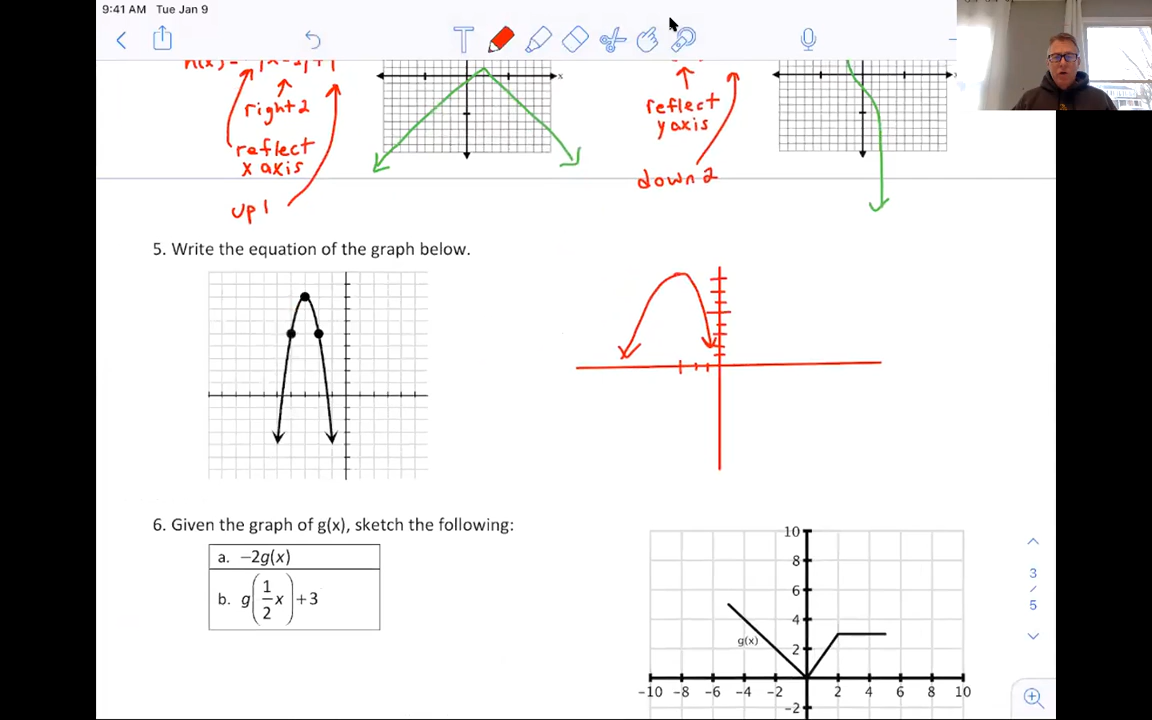 9:41 AM Tue Jan 9
T
right 2
reflect
x axis
up 1
reflect
y axis
down 2
x
5. Write the equation of the graph below.
6. Given the graph of g(x), sketch the following:
a. −2g(x)
b. g(1/2 x)+3
g(x)
10
8
6
4
2
−2
−10 −8 −6 −4 −2 2 4 6 8 10
3
/
5